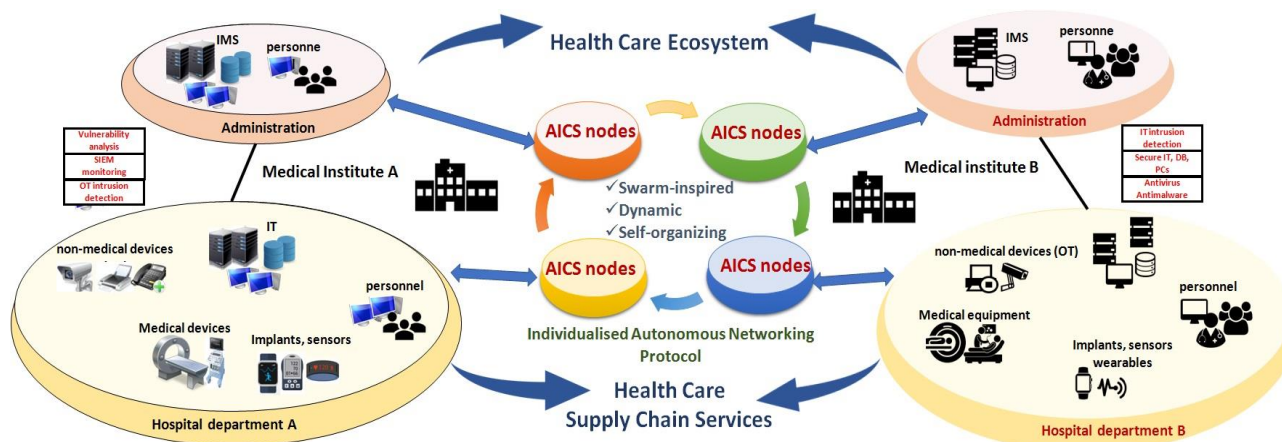 Health Care Ecosystem
IMS
personne
Administration
Vulnerability
analysis
SIEM
monitoring
OT intrusion
detection
Medical Institute A
IT
non-medical devices
personnel
Medical devices
Implants, sensors
Hospital department A
AICS nodes
AICS nodes
✓Swarm-inspired
✓Dynamic
✓Self-organizing
AICS nodes
AICS nodes
Individualised Autonomous Networking
Protocol
Health Care
Supply Chain Services
IMS
personne
Administration
IT intrusion
detection
Secure IT, DB,
PCs
Antivirus
Antimalware
Medical institute B
non-medical devices (OT)
personnel
Medical equipment
Implants, sensors
wearables
Hospital department B